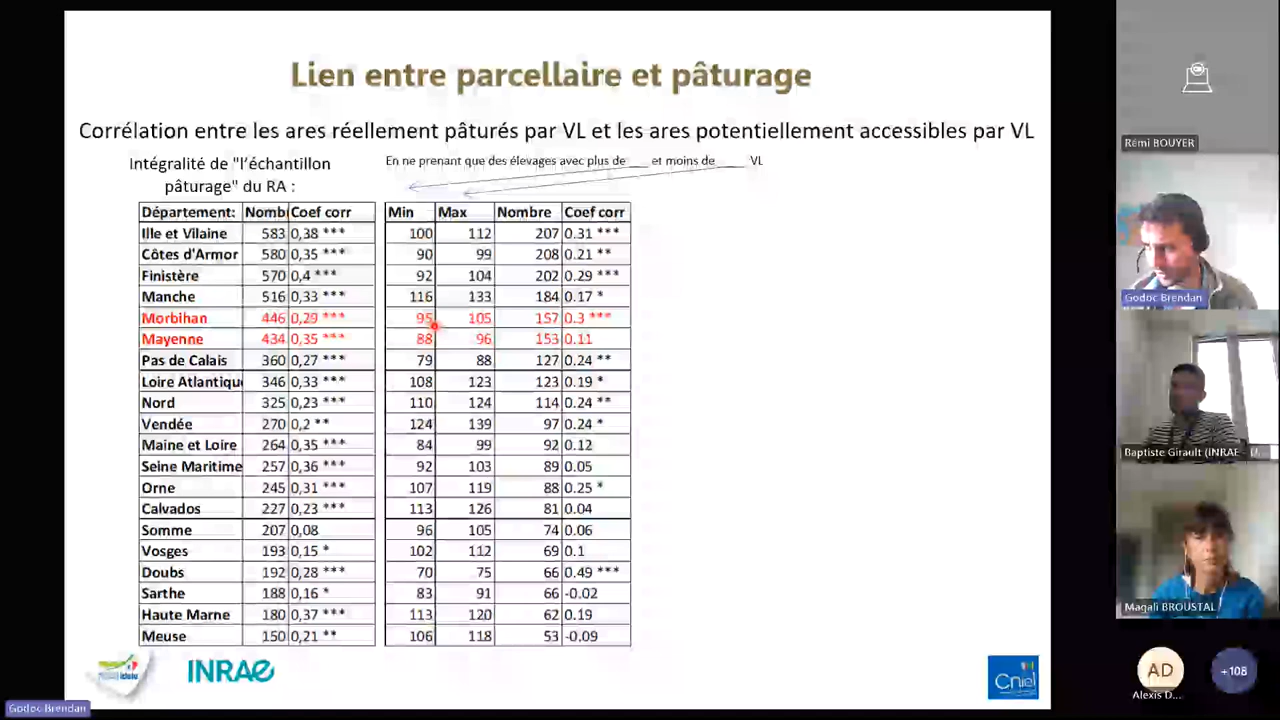 Lien entre parcellaire et pâturage
Corrélation entre les ares réellement pâturés par VL et les ares potentiellement accessibles par VL
Intégralité de "l'échantillon pâturage" du RA :
En ne prenant que des élevages avec plus de ___ et moins de ____ VL
Département: Nomb Coef corr Min Max Nombre Coef corr
Ille et Vilaine 583 0,38 *** 100 112 207 0.31 ***
Côtes d'Armor 580 0,35 *** 90 99 208 0.21 **
Finistère 570 0,4 *** 92 104 202 0.29 ***
Manche 516 0,33 *** 116 133 184 0.17 *
Morbihan 446 0,29 *** 95 105 157 0.3 ***
Mayenne 434 0,35 *** 88 96 153 0.11
Pas de Calais 360 0,27 *** 79 88 127 0.24 **
Loire Atlantiqu 346 0,33 *** 108 123 123 0.19 *
Nord 325 0,23 *** 110 124 114 0.24 **
Vendée 270 0,2 ** 124 139 97 0.24 *
Maine et Loire 264 0,35 *** 84 99 92 0.12
Seine Maritime 257 0,36 *** 92 103 89 0.05
Orne 245 0,31 *** 107 119 88 0.25 *
Calvados 227 0,23 *** 113 126 81 0.04
Somme 207 0,08 96 105 74 0.06
Vosges 193 0,15 * 102 112 69 0.1
Doubs 192 0,28 *** 70 75 66 0.49 ***
Sarthe 188 0,16 * 83 91 66 -0.02
Haute Marne 180 0,37 *** 113 120 62 0.19
Meuse 150 0,21 ** 106 118 53 -0.09
INRAE
Cniel
Godoc Brendan
Rémi BOUYER
Godoc Brendan
Baptiste Girault (INRAE - U...
Magali BROUSTAL
AD
Alexis D...
+108